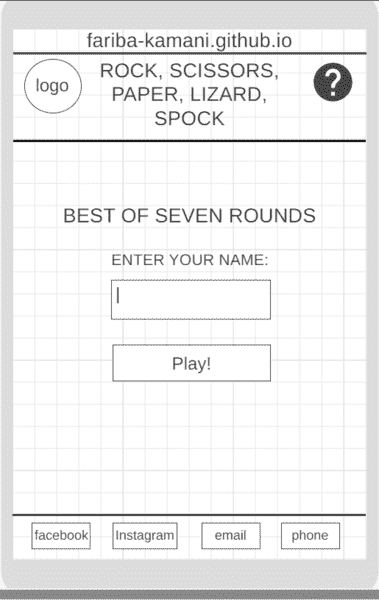 fariba-kamani.github.io
logo
ROCK, SCISSORS,
PAPER, LIZARD,
SPOCK
?
BEST OF SEVEN ROUNDS
ENTER YOUR NAME:
Play!
facebook Instagram email phone